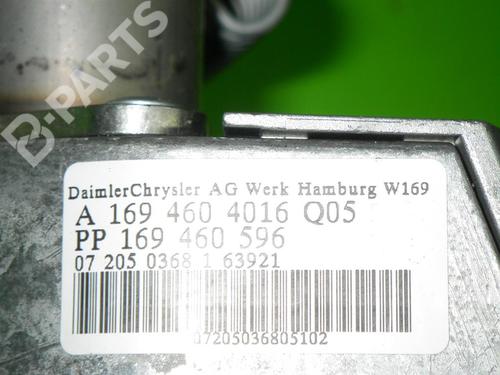 B-PARTS
DaimlerChrysler AG Werk Hamburg W169
A 169 460 4016 Q05
PP 169 460 596
07 205 0368 1 63921
07205036805102